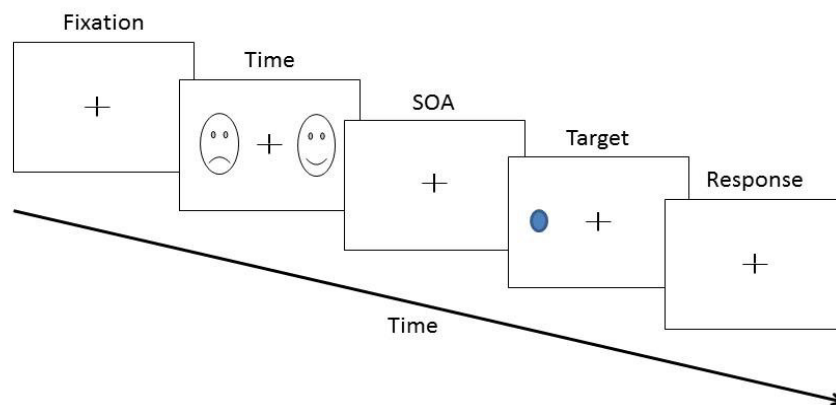 Fixation
Time
SOA
Target
Response
Time